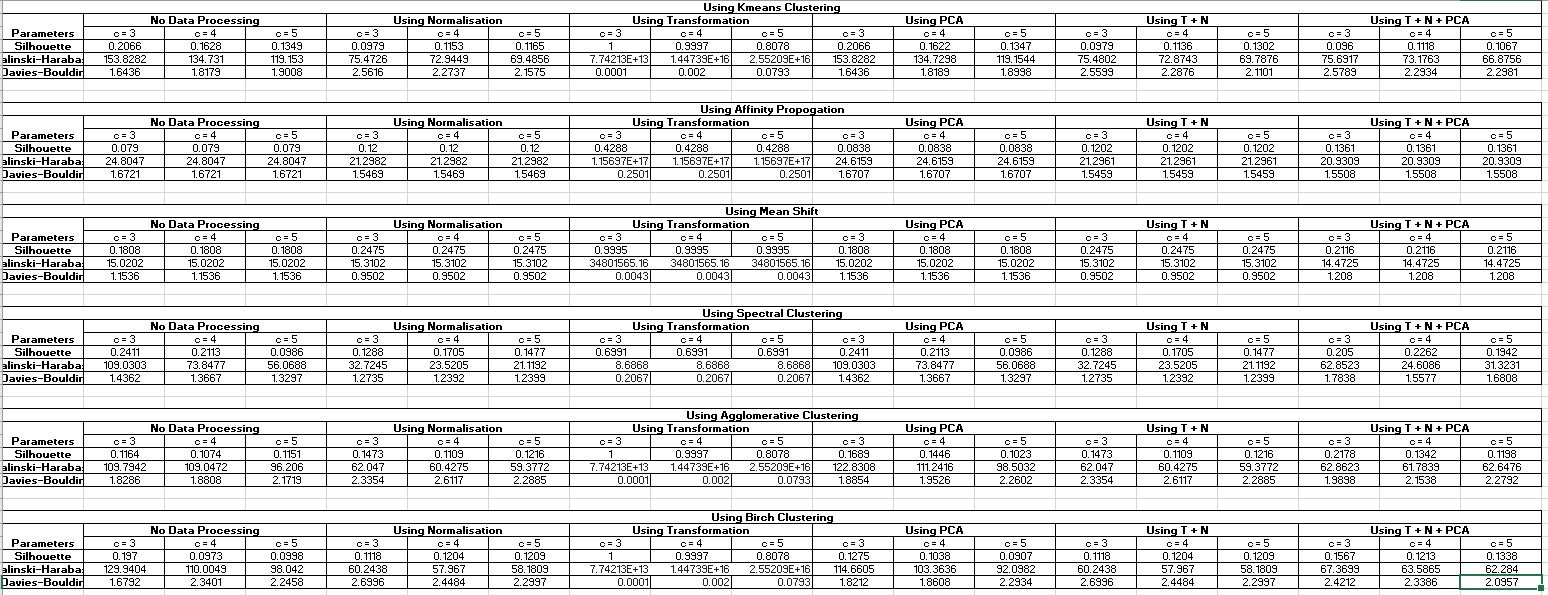 Using Kmeans Clustering
No Data Processing Using Normalisation Using Transformation Using PCA Using T + N Using T + N + PCA
Parameters c = 3 c = 4 c = 5 c = 3 c = 4 c = 5 c = 3 c = 4 c = 5 c = 3 c = 4 c = 5 c = 3 c = 4 c = 5 c = 3 c = 4 c = 5
Silhouette 0.2066 0.1628 0.1349 0.0979 0.1153 0.1165 1 0.9997 0.8078 0.2066 0.1622 0.1347 0.0979 0.1136 0.1302 0.096 0.1118 0.1067
alinski-Haraba: 153.8282 134.731 119.153 75.4726 72.9449 69.4856 7.74213E+13 1.44739E+16 2.55209E+16 153.8282 134.7298 119.1544 75.4802 72.8743 69.7876 75.6917 73.1763 66.8756
Davies-Bouldin 1.6436 1.8179 1.9008 2.5616 2.2737 2.1575 0.0001 0.002 0.0793 1.6436 1.8189 1.8998 2.5599 2.2876 2.1101 2.5789 2.2934 2.2981
Using Affinity Propogation
No Data Processing Using Normalisation Using Transformation Using PCA Using T + N Using T + N + PCA
Parameters c = 3 c = 4 c = 5 c = 3 c = 4 c = 5 c = 3 c = 4 c = 5 c = 3 c = 4 c = 5 c = 3 c = 4 c = 5 c = 3 c = 4 c = 5
Silhouette 0.079 0.079 0.079 0.12 0.12 0.12 0.4288 0.4288 0.4288 0.0838 0.0838 0.0838 0.1202 0.1202 0.1202 0.1361 0.1361 0.1361
alinski-Haraba: 24.8047 24.8047 24.8047 21.2982 21.2982 21.2982 1.15697E+17 1.15697E+17 1.15697E+17 24.6159 24.6159 24.6159 21.2961 21.2961 21.2961 20.9309 20.9309 20.9309
Davies-Bouldin 1.6721 1.6721 1.6721 1.5469 1.5469 1.5469 0.2501 0.2501 0.2501 1.6707 1.6707 1.6707 1.5459 1.5459 1.5459 1.5508 1.5508 1.5508
Using Mean Shift
No Data Processing Using Normalisation Using Transformation Using PCA Using T + N Using T + N + PCA
Parameters c = 3 c = 4 c = 5 c = 3 c = 4 c = 5 c = 3 c = 4 c = 5 c = 3 c = 4 c = 5 c = 3 c = 4 c = 5 c = 3 c = 4 c = 5
Silhouette 0.1808 0.1808 0.1808 0.2475 0.2475 0.2475 0.9995 0.9995 0.9995 0.1808 0.1808 0.1808 0.2475 0.2475 0.2475 0.2116 0.2116 0.2116
alinski-Haraba: 15.0202 15.0202 15.0202 15.3102 15.3102 15.3102 34801565.16 34801565.16 34801565.16 15.0202 15.0202 15.0202 15.3102 15.3102 15.3102 14.4725 14.4725 14.4725
Davies-Bouldin 1.1536 1.1536 1.1536 0.9502 0.9502 0.9502 0.0043 0.0043 0.0043 1.1536 1.1536 1.1536 0.9502 0.9502 0.9502 1.208 1.208 1.208
Using Spectral Clustering
No Data Processing Using Normalisation Using Transformation Using PCA Using T + N Using T + N + PCA
Parameters c = 3 c = 4 c = 5 c = 3 c = 4 c = 5 c = 3 c = 4 c = 5 c = 3 c = 4 c = 5 c = 3 c = 4 c = 5 c = 3 c = 4 c = 5
Silhouette 0.2411 0.2113 0.0986 0.1288 0.1705 0.1477 0.6991 0.6991 0.6991 0.2411 0.2113 0.0986 0.1288 0.1705 0.1477 0.205 0.2262 0.1942
alinski-Haraba: 109.0303 73.8477 56.0688 32.7245 23.5205 21.1192 8.6868 8.6868 8.6868 109.0303 73.8477 56.0688 32.7245 23.5205 21.1192 62.8523 24.6086 31.3231
Davies-Bouldin 1.4362 1.3667 1.3297 1.2735 1.2392 1.2399 0.2067 0.2067 0.2067 1.4362 1.3667 1.3297 1.2735 1.2392 1.2399 1.7838 1.5577 1.6808
Using Agglomerative Clustering
No Data Processing Using Normalisation Using Transformation Using PCA Using T + N Using T + N + PCA
Parameters c = 3 c = 4 c = 5 c = 3 c = 4 c = 5 c = 3 c = 4 c = 5 c = 3 c = 4 c = 5 c = 3 c = 4 c = 5 c = 3 c = 4 c = 5
Silhouette 0.1164 0.1074 0.1151 0.1473 0.1109 0.1216 1 0.9997 0.8078 0.1689 0.1446 0.1023 0.1473 0.1109 0.1216 0.2178 0.1342 0.1198
alinski-Haraba: 109.7942 109.0472 96.206 62.047 60.4275 59.3772 7.74213E+13 1.44739E+16 2.55209E+16 122.8308 111.2416 98.5032 62.047 60.4275 59.3772 62.8623 61.7839 62.6476
Davies-Bouldin 1.8286 1.8808 2.1719 2.3354 2.6117 2.2885 0.0001 0.002 0.0793 1.8854 1.9526 2.2602 2.3354 2.6117 2.2885 1.9898 2.1538 2.2792
Using Birch Clustering
No Data Processing Using Normalisation Using Transformation Using PCA Using T + N Using T + N + PCA
Parameters c = 3 c = 4 c = 5 c = 3 c = 4 c = 5 c = 3 c = 4 c = 5 c = 3 c = 4 c = 5 c = 3 c = 4 c = 5 c = 3 c = 4 c = 5
Silhouette 0.197 0.0973 0.0998 0.1118 0.1204 0.1209 1 0.9997 0.8078 0.1275 0.1038 0.0907 0.1118 0.1204 0.1209 0.1567 0.1213 0.1338
alinski-Haraba: 129.9404 110.0049 98.042 60.2438 57.967 58.1809 7.74213E+13 1.44739E+16 2.55209E+16 114.6605 103.3636 92.0982 60.2438 57.967 58.1809 67.3699 63.5865 62.284
Davies-Bouldin 1.6792 2.3401 2.2458 2.6996 2.4484 2.2997 0.0001 0.002 0.0793 1.8212 1.8608 2.2934 2.6996 2.4484 2.2997 2.4212 2.3386 2.0957